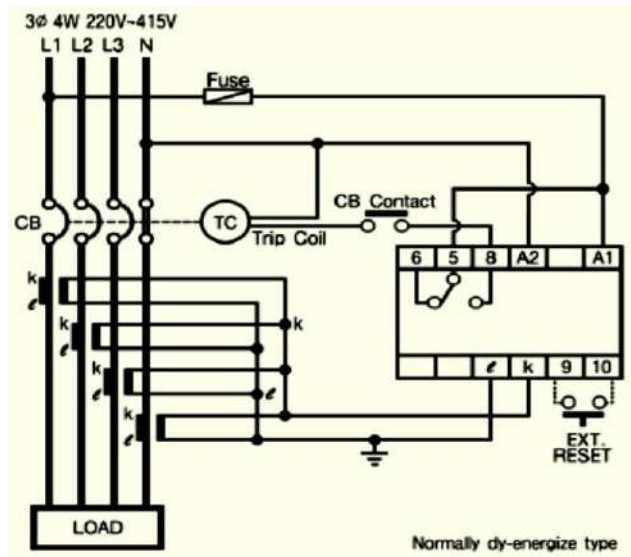 3Ø 4W 220V~415V
L1 L2 L3 N
Fuse
CB
TC
Trip Coil
CB Contact
6 5 8 A2 A1
k
ℓ
k
ℓ
k
k
ℓ
ℓ
k
ℓ
ℓ k 9 10
EXT.
RESET
LOAD
Normally dy-energize type